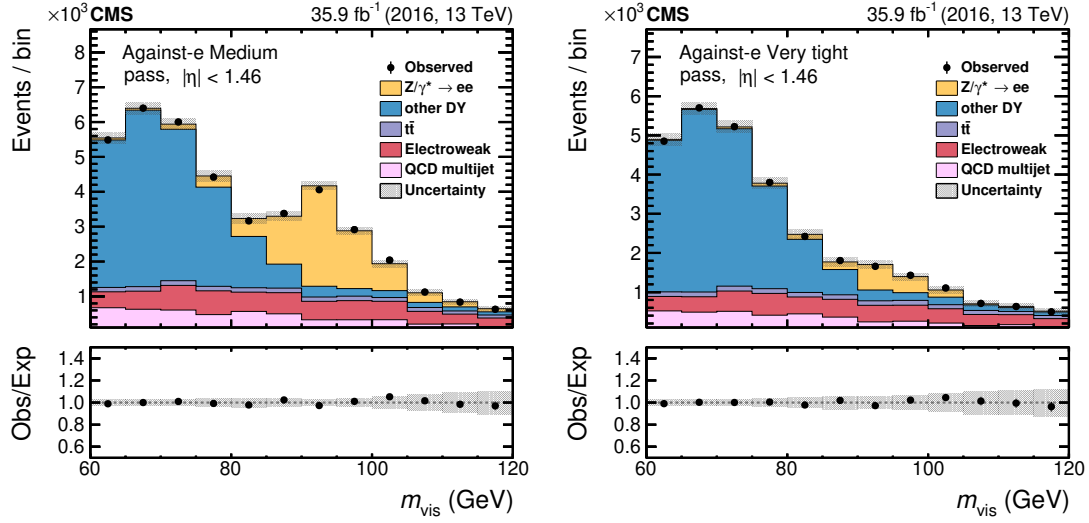 ×10³ CMS 35.9 fb⁻¹ (2016, 13 TeV)
Events / bin
8
7
6
5
4
3
2
1
Against-e Medium
pass, |η| < 1.46
Observed
Z/γ* → ee
other DY
tt̄
Electroweak
QCD multijet
Uncertainty
Obs/Exp
1.4
1.2
1.0
0.8
0.6
60 80 100 120
m_vis (GeV)
×10³ CMS 35.9 fb⁻¹ (2016, 13 TeV)
Events / bin
7
6
5
4
3
2
1
Against-e Very tight
pass, |η| < 1.46
Observed
Z/γ* → ee
other DY
tt̄
Electroweak
QCD multijet
Uncertainty
Obs/Exp
1.4
1.2
1.0
0.8
0.6
60 80 100 120
m_vis (GeV)